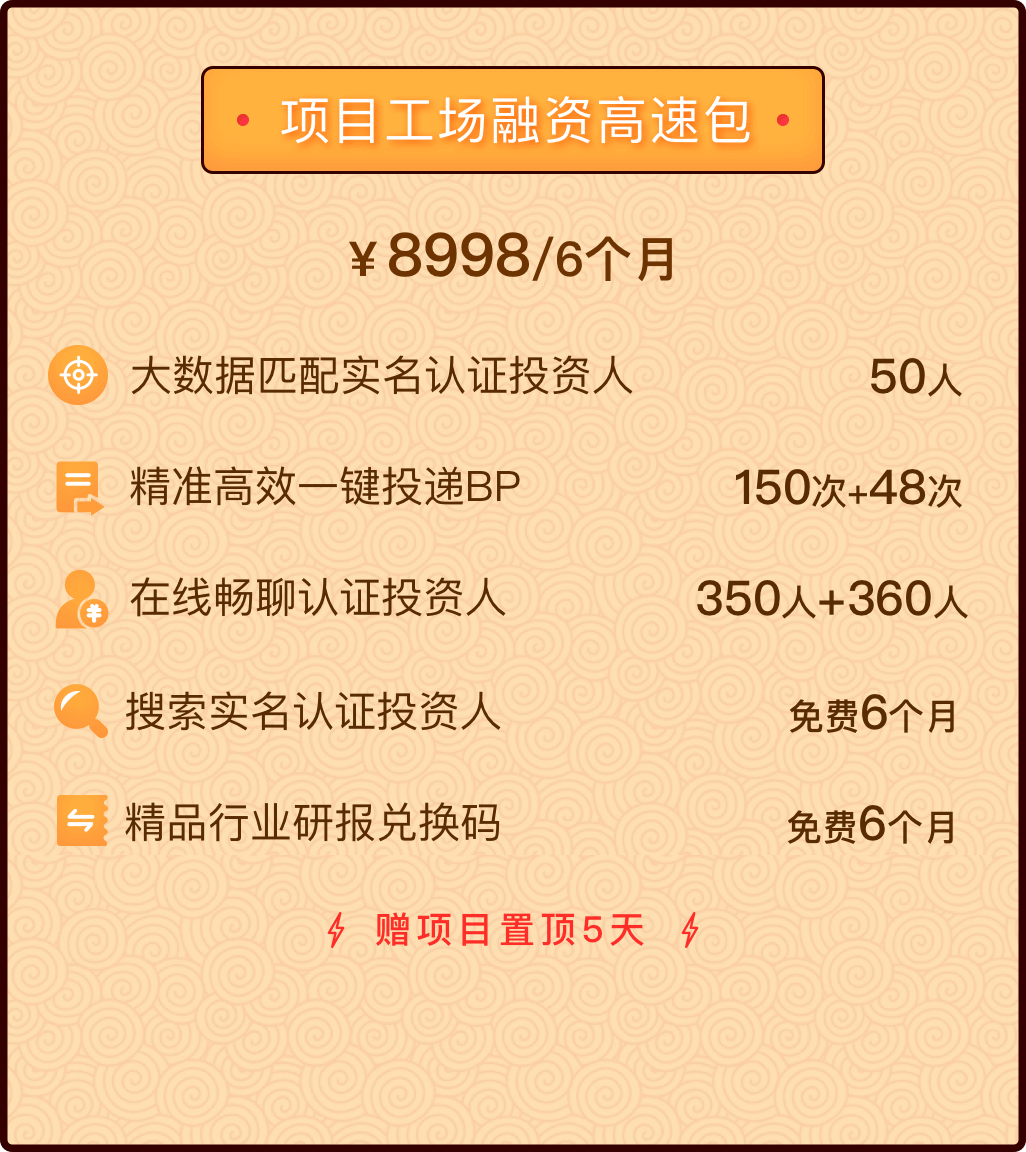 • 项目工场融资高速包 •
¥8998/6个月
大数据匹配实名认证投资人 50人
精准高效一键投递BP 150次+48次
在线畅聊认证投资人 350人+360人
搜索实名认证投资人 免费6个月
精品行业研报兑换码 免费6个月
赠项目置顶5天